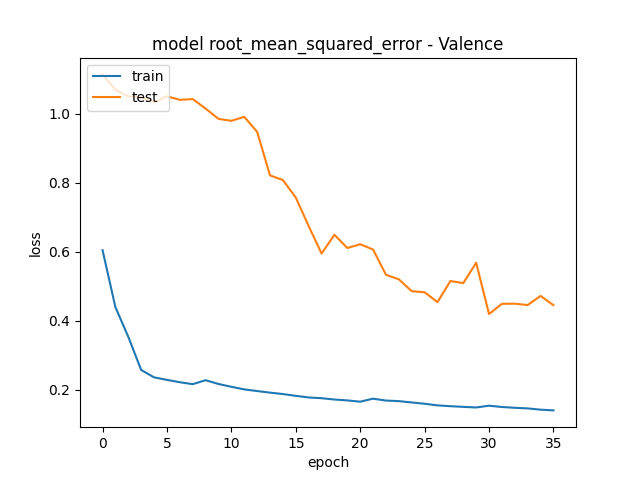 model root_mean_squared_error - Valence
train
test
1.0
0.8
0.6
0.4
0.2
loss
0 5 10 15 20 25 30 35
epoch